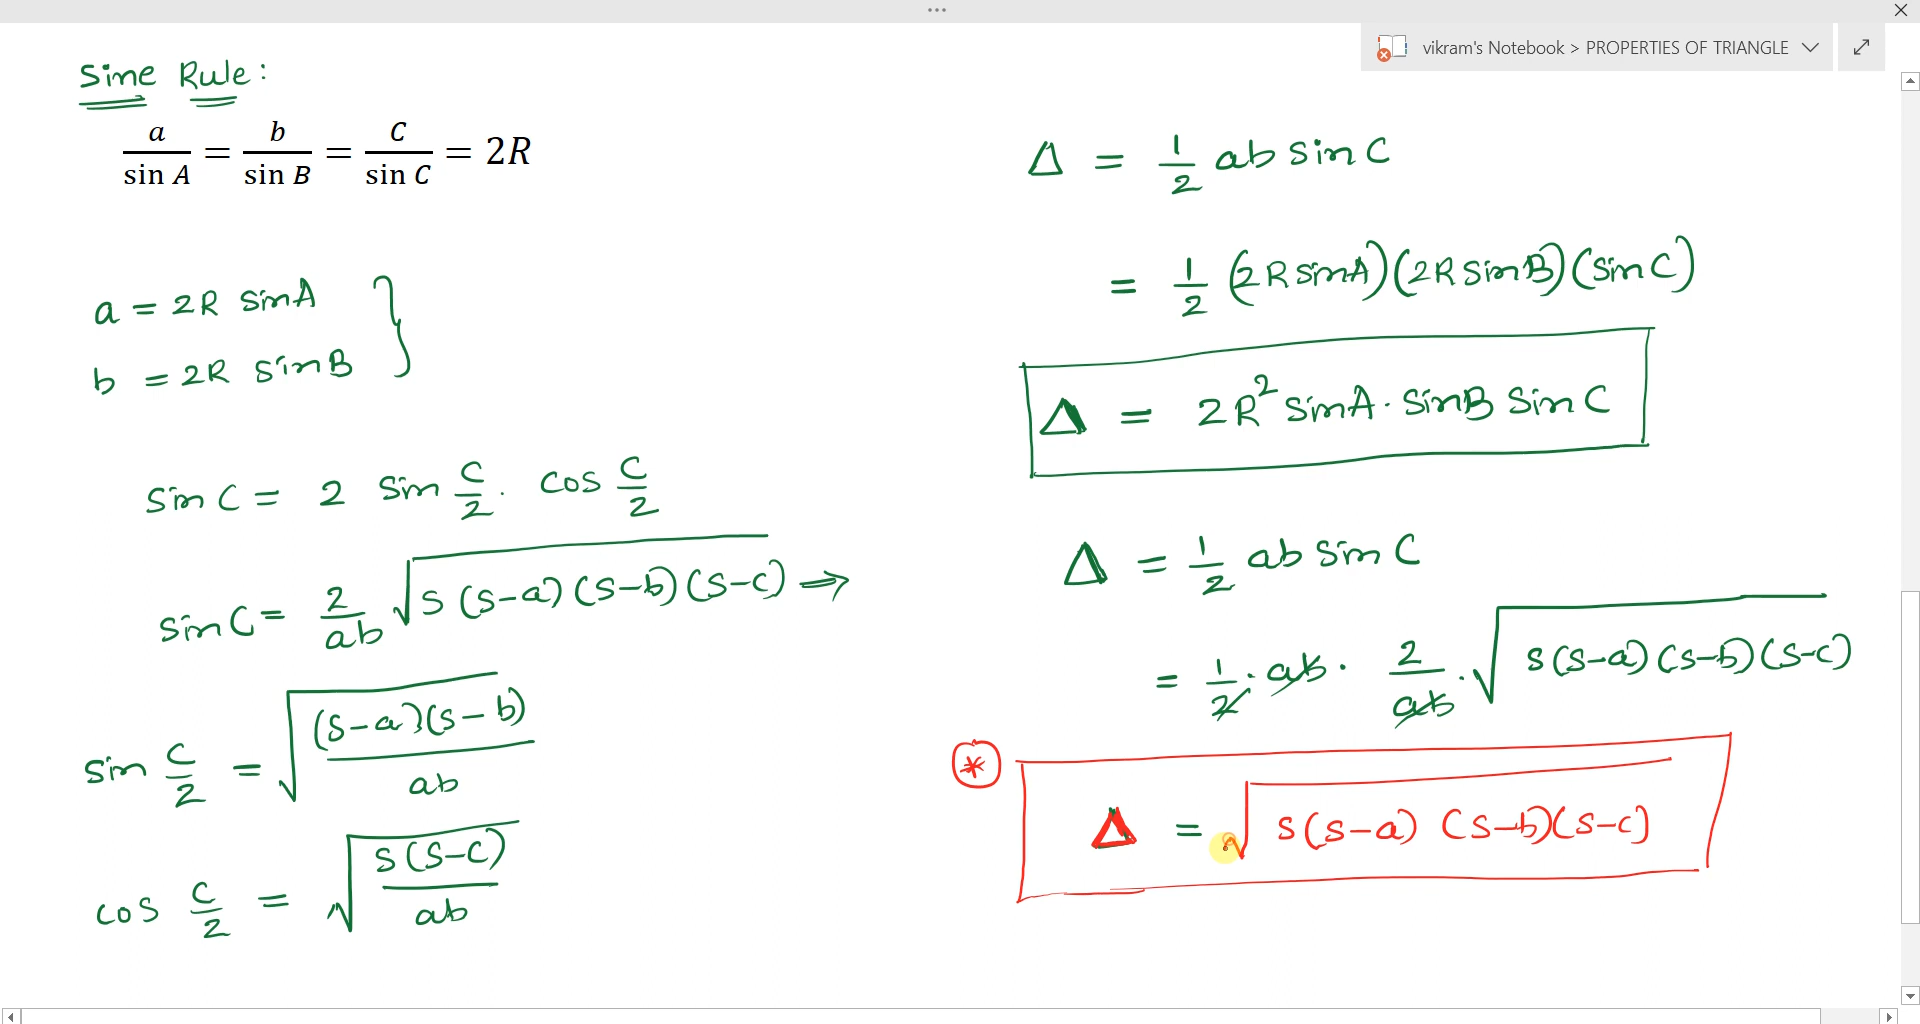 vikram's Notebook > PROPERTIES OF TRIANGLE
Sine Rule:
a/sin A = b/sin B = C/sin C = 2R
a = 2R sinA
b = 2R sinB
sin C = 2 sin C/2 . cos C/2
sin C = 2/ab √s(s-a)(s-b)(s-c) ⇒
sin C/2 = √(s-a)(s-b)/ab
cos C/2 = √s(s-c)/ab
Δ = 1/2 ab sin C
= 1/2 (2R sinA)(2R sinB)(sin C)
Δ = 2R² sinA . sinB sin C
Δ = 1/2 ab sin C
= 1/2 . ab . 2/ab . √s(s-a)(s-b)(s-c)
* Δ = √s(s-a)(s-b)(s-c)